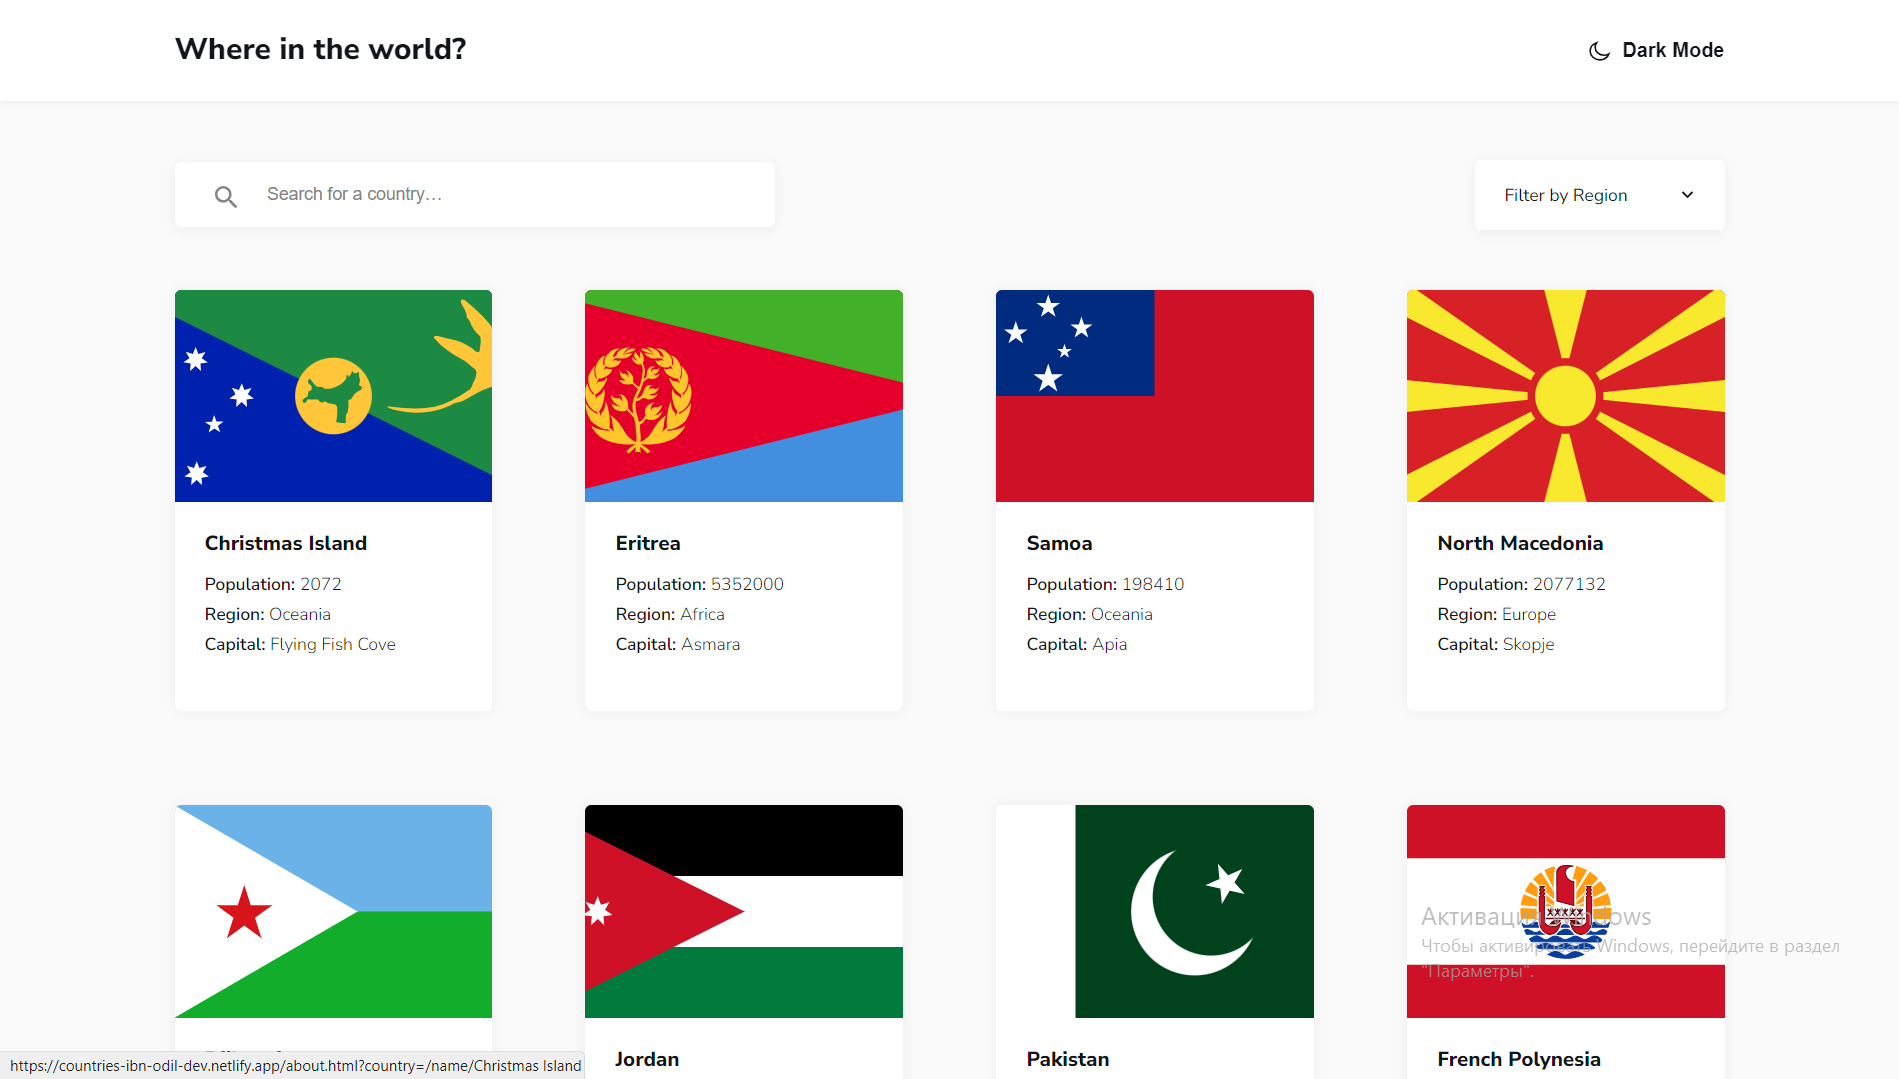 Where in the world?
Dark Mode
Search for a country...
Filter by Region
Christmas Island
Population: 2072
Region: Oceania
Capital: Flying Fish Cove
Eritrea
Population: 5352000
Region: Africa
Capital: Asmara
Samoa
Population: 198410
Region: Oceania
Capital: Apia
North Macedonia
Population: 2077132
Region: Europe
Capital: Skopje
Jordan
Pakistan
French Polynesia
Активация Windows
Чтобы активировать Windows, перейдите в раздел
"Параметры".
https://countries-ibn-odil-dev.netlify.app/about.html?country=/name/Christmas Island